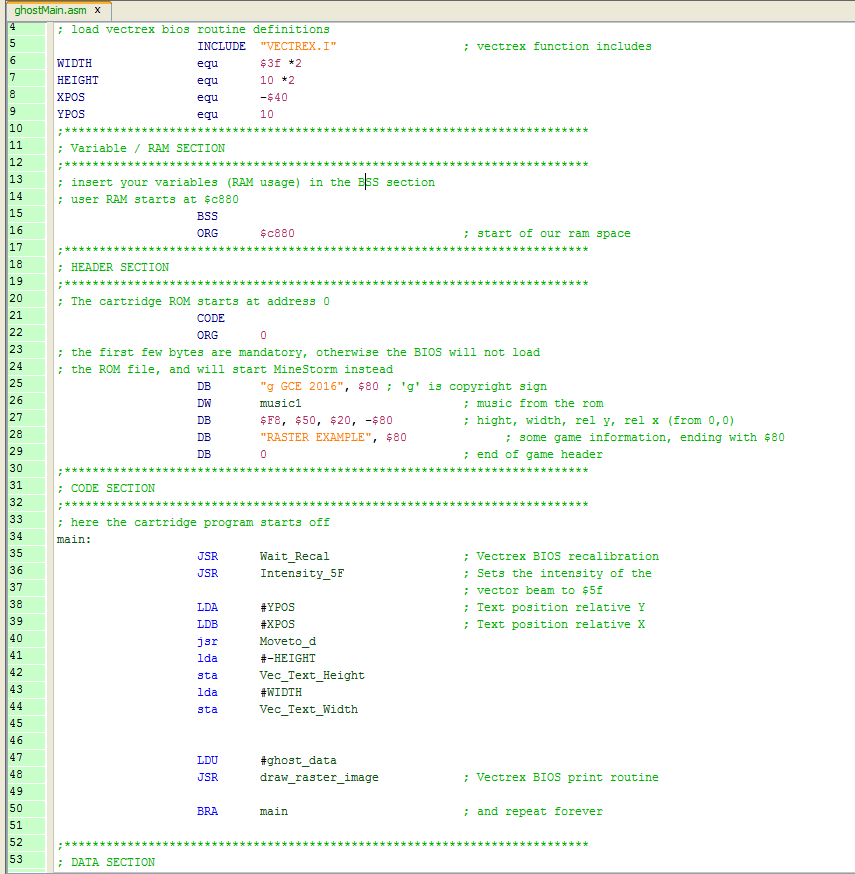 ghostMain.asm x
4 ; load vectrex bios routine definitions
5 INCLUDE "VECTREX.I" ; vectrex function includes
6 WIDTH equ $3f *2
7 HEIGHT equ 10 *2
8 XPOS equ -$40
9 YPOS equ 10
10 ;***************************************************************************
11 ; Variable / RAM SECTION
12 ;***************************************************************************
13 ; insert your variables (RAM usage) in the BSS section
14 ; user RAM starts at $c880
15 BSS
16 ORG $c880 ; start of our ram space
17 ;***************************************************************************
18 ; HEADER SECTION
19 ;***************************************************************************
20 ; The cartridge ROM starts at address 0
21 CODE
22 ORG 0
23 ; the first few bytes are mandatory, otherwise the BIOS will not load
24 ; the ROM file, and will start MineStorm instead
25 DB "g GCE 2016", $80 ; 'g' is copyright sign
26 DW music1 ; music from the rom
27 DB $F8, $50, $20, -$80 ; hight, width, rel y, rel x (from 0,0)
28 DB "RASTER EXAMPLE", $80 ; some game information, ending with $80
29 DB 0 ; end of game header
30 ;***************************************************************************
31 ; CODE SECTION
32 ;***************************************************************************
33 ; here the cartridge program starts off
34 main:
35 JSR Wait_Recal ; Vectrex BIOS recalibration
36 JSR Intensity_5F ; Sets the intensity of the
37 ; vector beam to $5f
38 LDA #YPOS ; Text position relative Y
39 LDB #XPOS ; Text position relative X
40 jsr Moveto_d
41 lda #-HEIGHT
42 sta Vec_Text_Height
43 lda #WIDTH
44 sta Vec_Text_Width
45
46
47 LDU #ghost_data
48 JSR draw_raster_image ; Vectrex BIOS print routine
49
50 BRA main ; and repeat forever
51
52 ;***************************************************************************
53 ; DATA SECTION